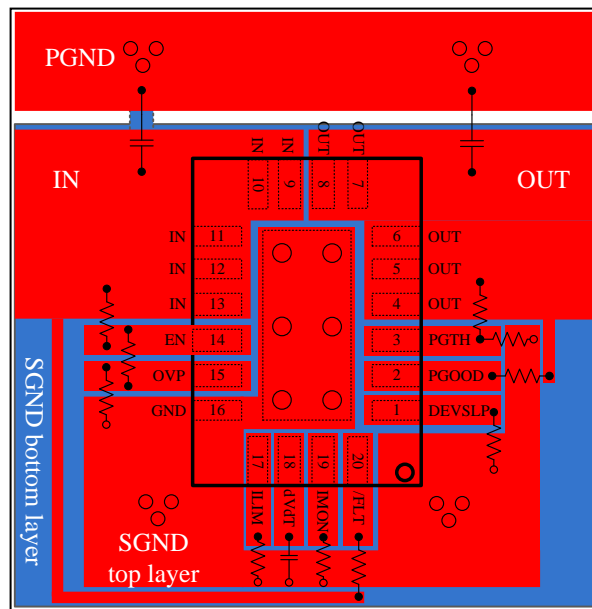 PGND
IN IN OUT OUT
10 9 8 7
IN OUT
IN 11 6 OUT
IN 12 5 OUT
IN 13 4 OUT
EN 14 3 PGTH
OVP 15 2 PGOOD
GND 16 1 DEVSLP
SGND bottom layer
17 18 19 20
ILIM dVdT IMON /FLT
SGND
top layer